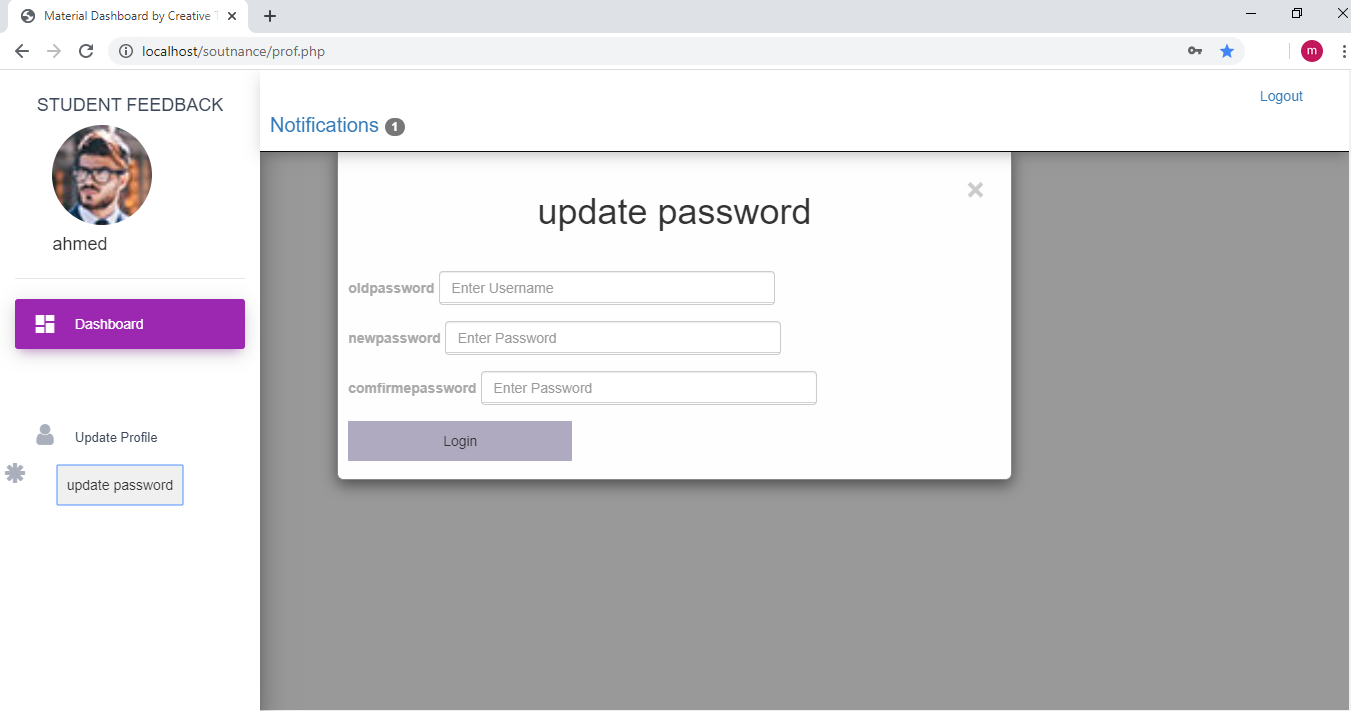 Material Dashboard by Creative
localhost/soutnance/prof.php
m
STUDENT FEEDBACK
ahmed
Dashboard
Update Profile
update password
Logout
Notifications 1
×
update password
oldpassword Enter Username
newpassword Enter Password
comfirmepassword Enter Password
Login